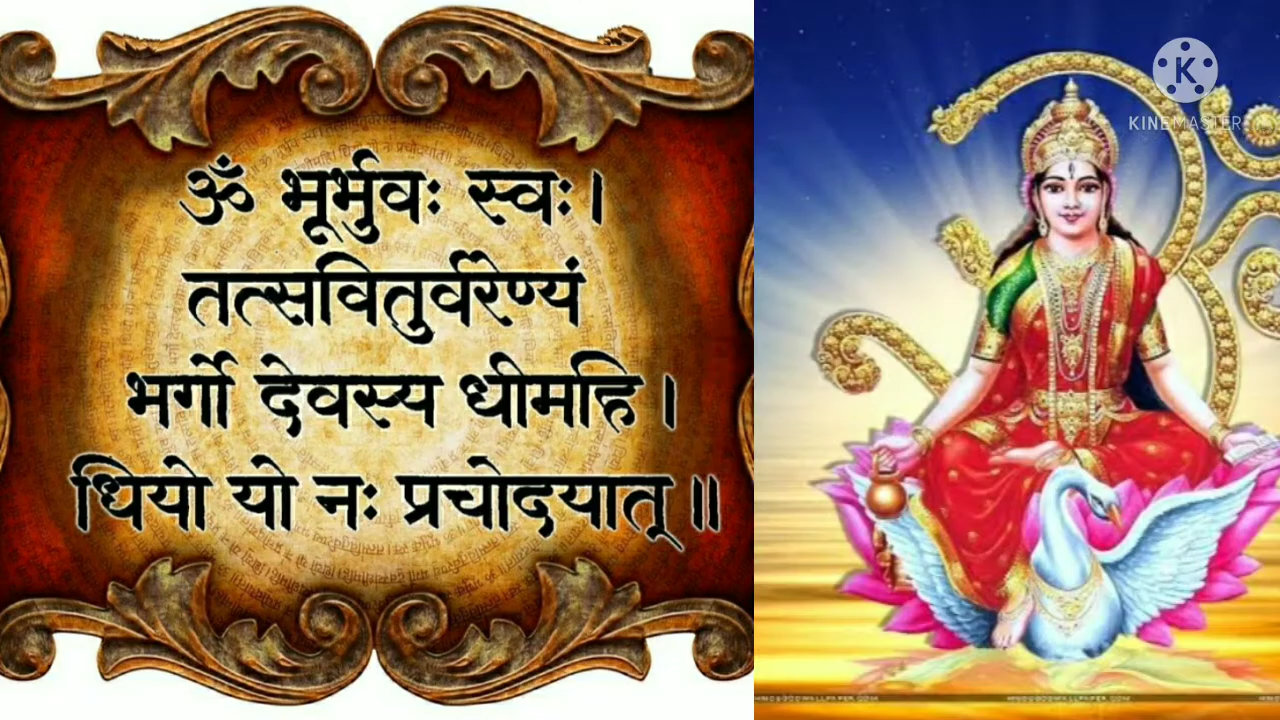 ॐ भूर्भुवः स्वः।
तत्सवितुर्वरेण्यं
भर्गो देवस्य धीमहि।
धियो यो नः प्रचोदयात्॥
K
KINEMASTER